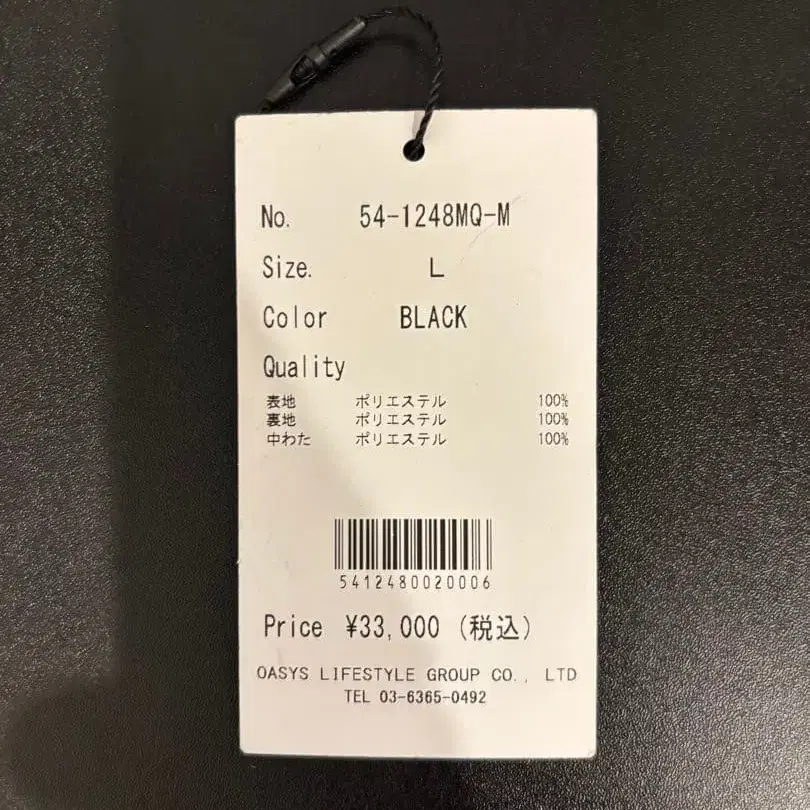 No. 54-1248MQ-M
Size. L
Color BLACK
Quality
表地 ポリエステル 100%
裏地 ポリエステル 100%
中わた ポリエステル 100%
5412480020006
Price ¥33,000 (税込)
OASYS LIFESTYLE GROUP CO., LTD
TEL 03-6365-0492